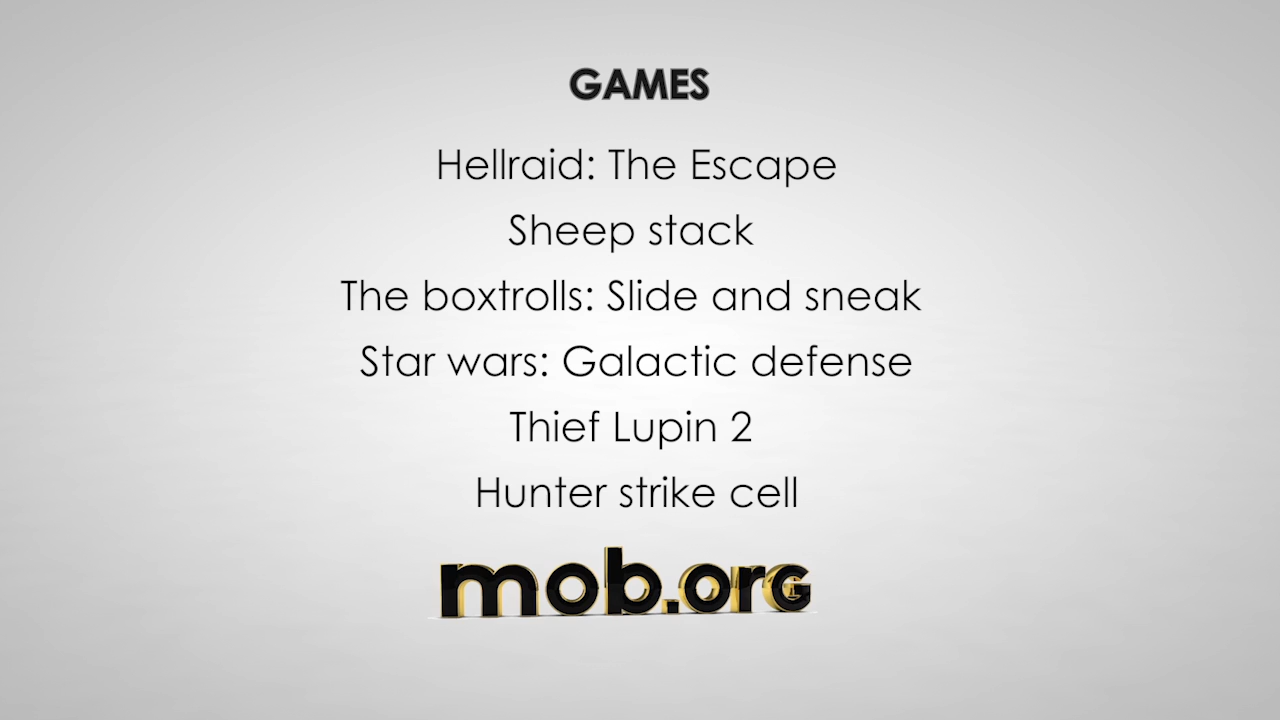 GAMES
Hellraid: The Escape
Sheep stack
The boxtrolls: Slide and sneak
Star wars: Galactic defense
Thief Lupin 2
Hunter strike cell
mob.orG